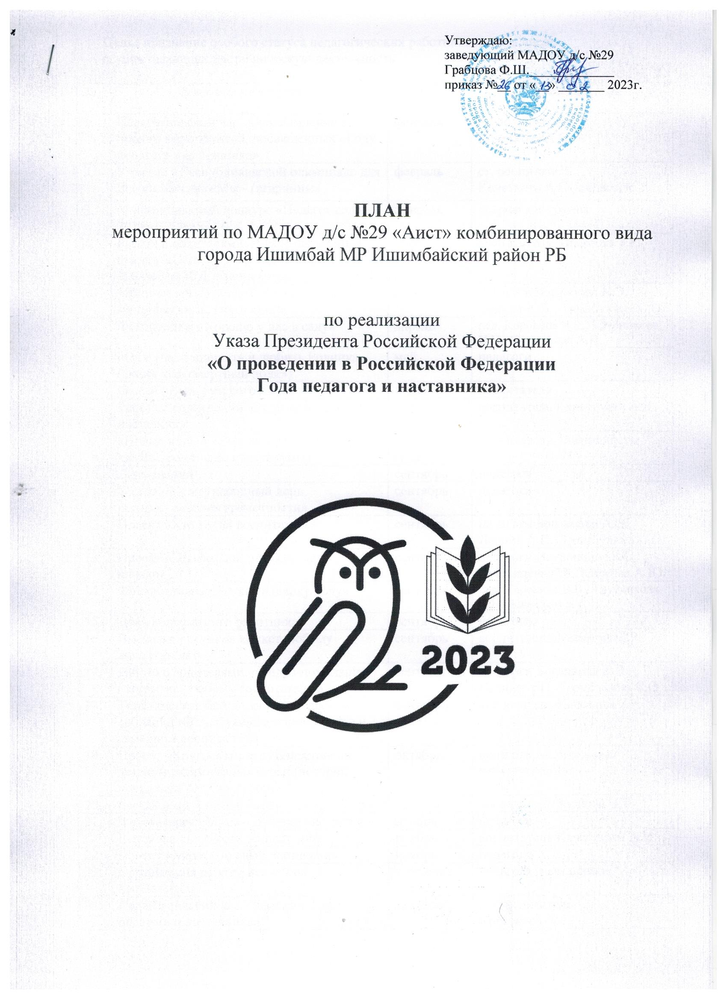 Утверждаю:
заведующий МАДОУ д/с №29
Грабцова Ф.Ш.
приказ №26 от «13» 02 2023г.
ПЛАН
мероприятий по МАДОУ д/с №29 «Аист» комбинированного вида
города Ишимбай МР Ишимбайский район РБ
по реализации
Указа Президента Российской Федерации
«О проведении в Российской Федерации
Года педагога и наставника»
2023